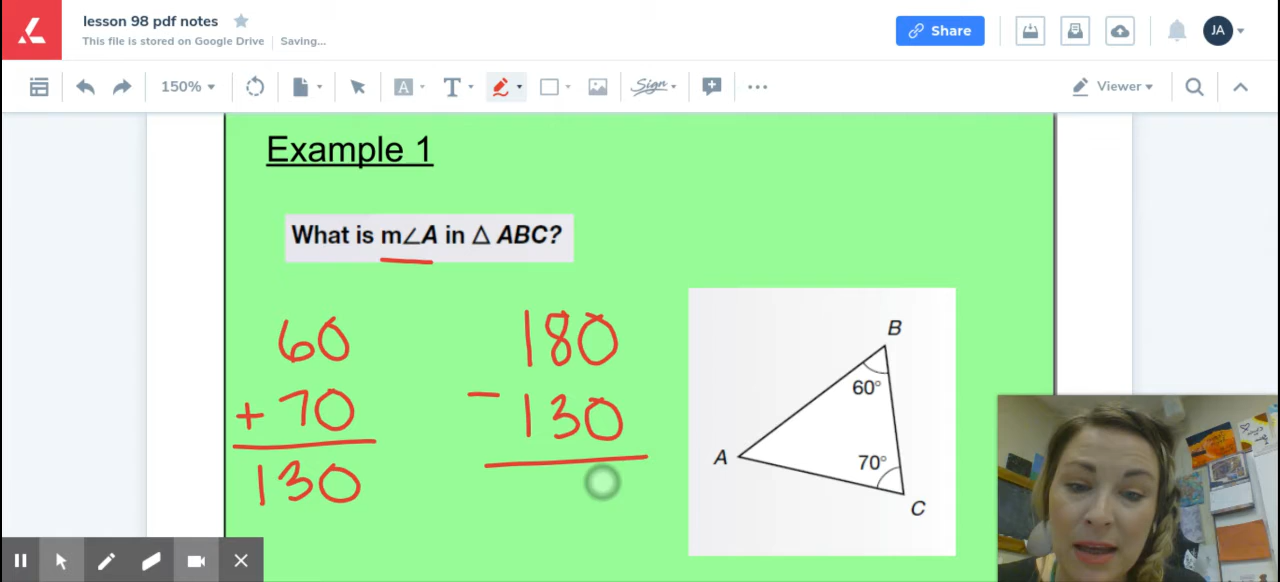 lesson 98 pdf notes
This file is stored on Google Drive Saving...
Share
JA
150%
A
T
Sign
Viewer
Example 1
What is m∠A in △ ABC?
60
+ 70
130
180
- 130
B
60°
A
70°
C